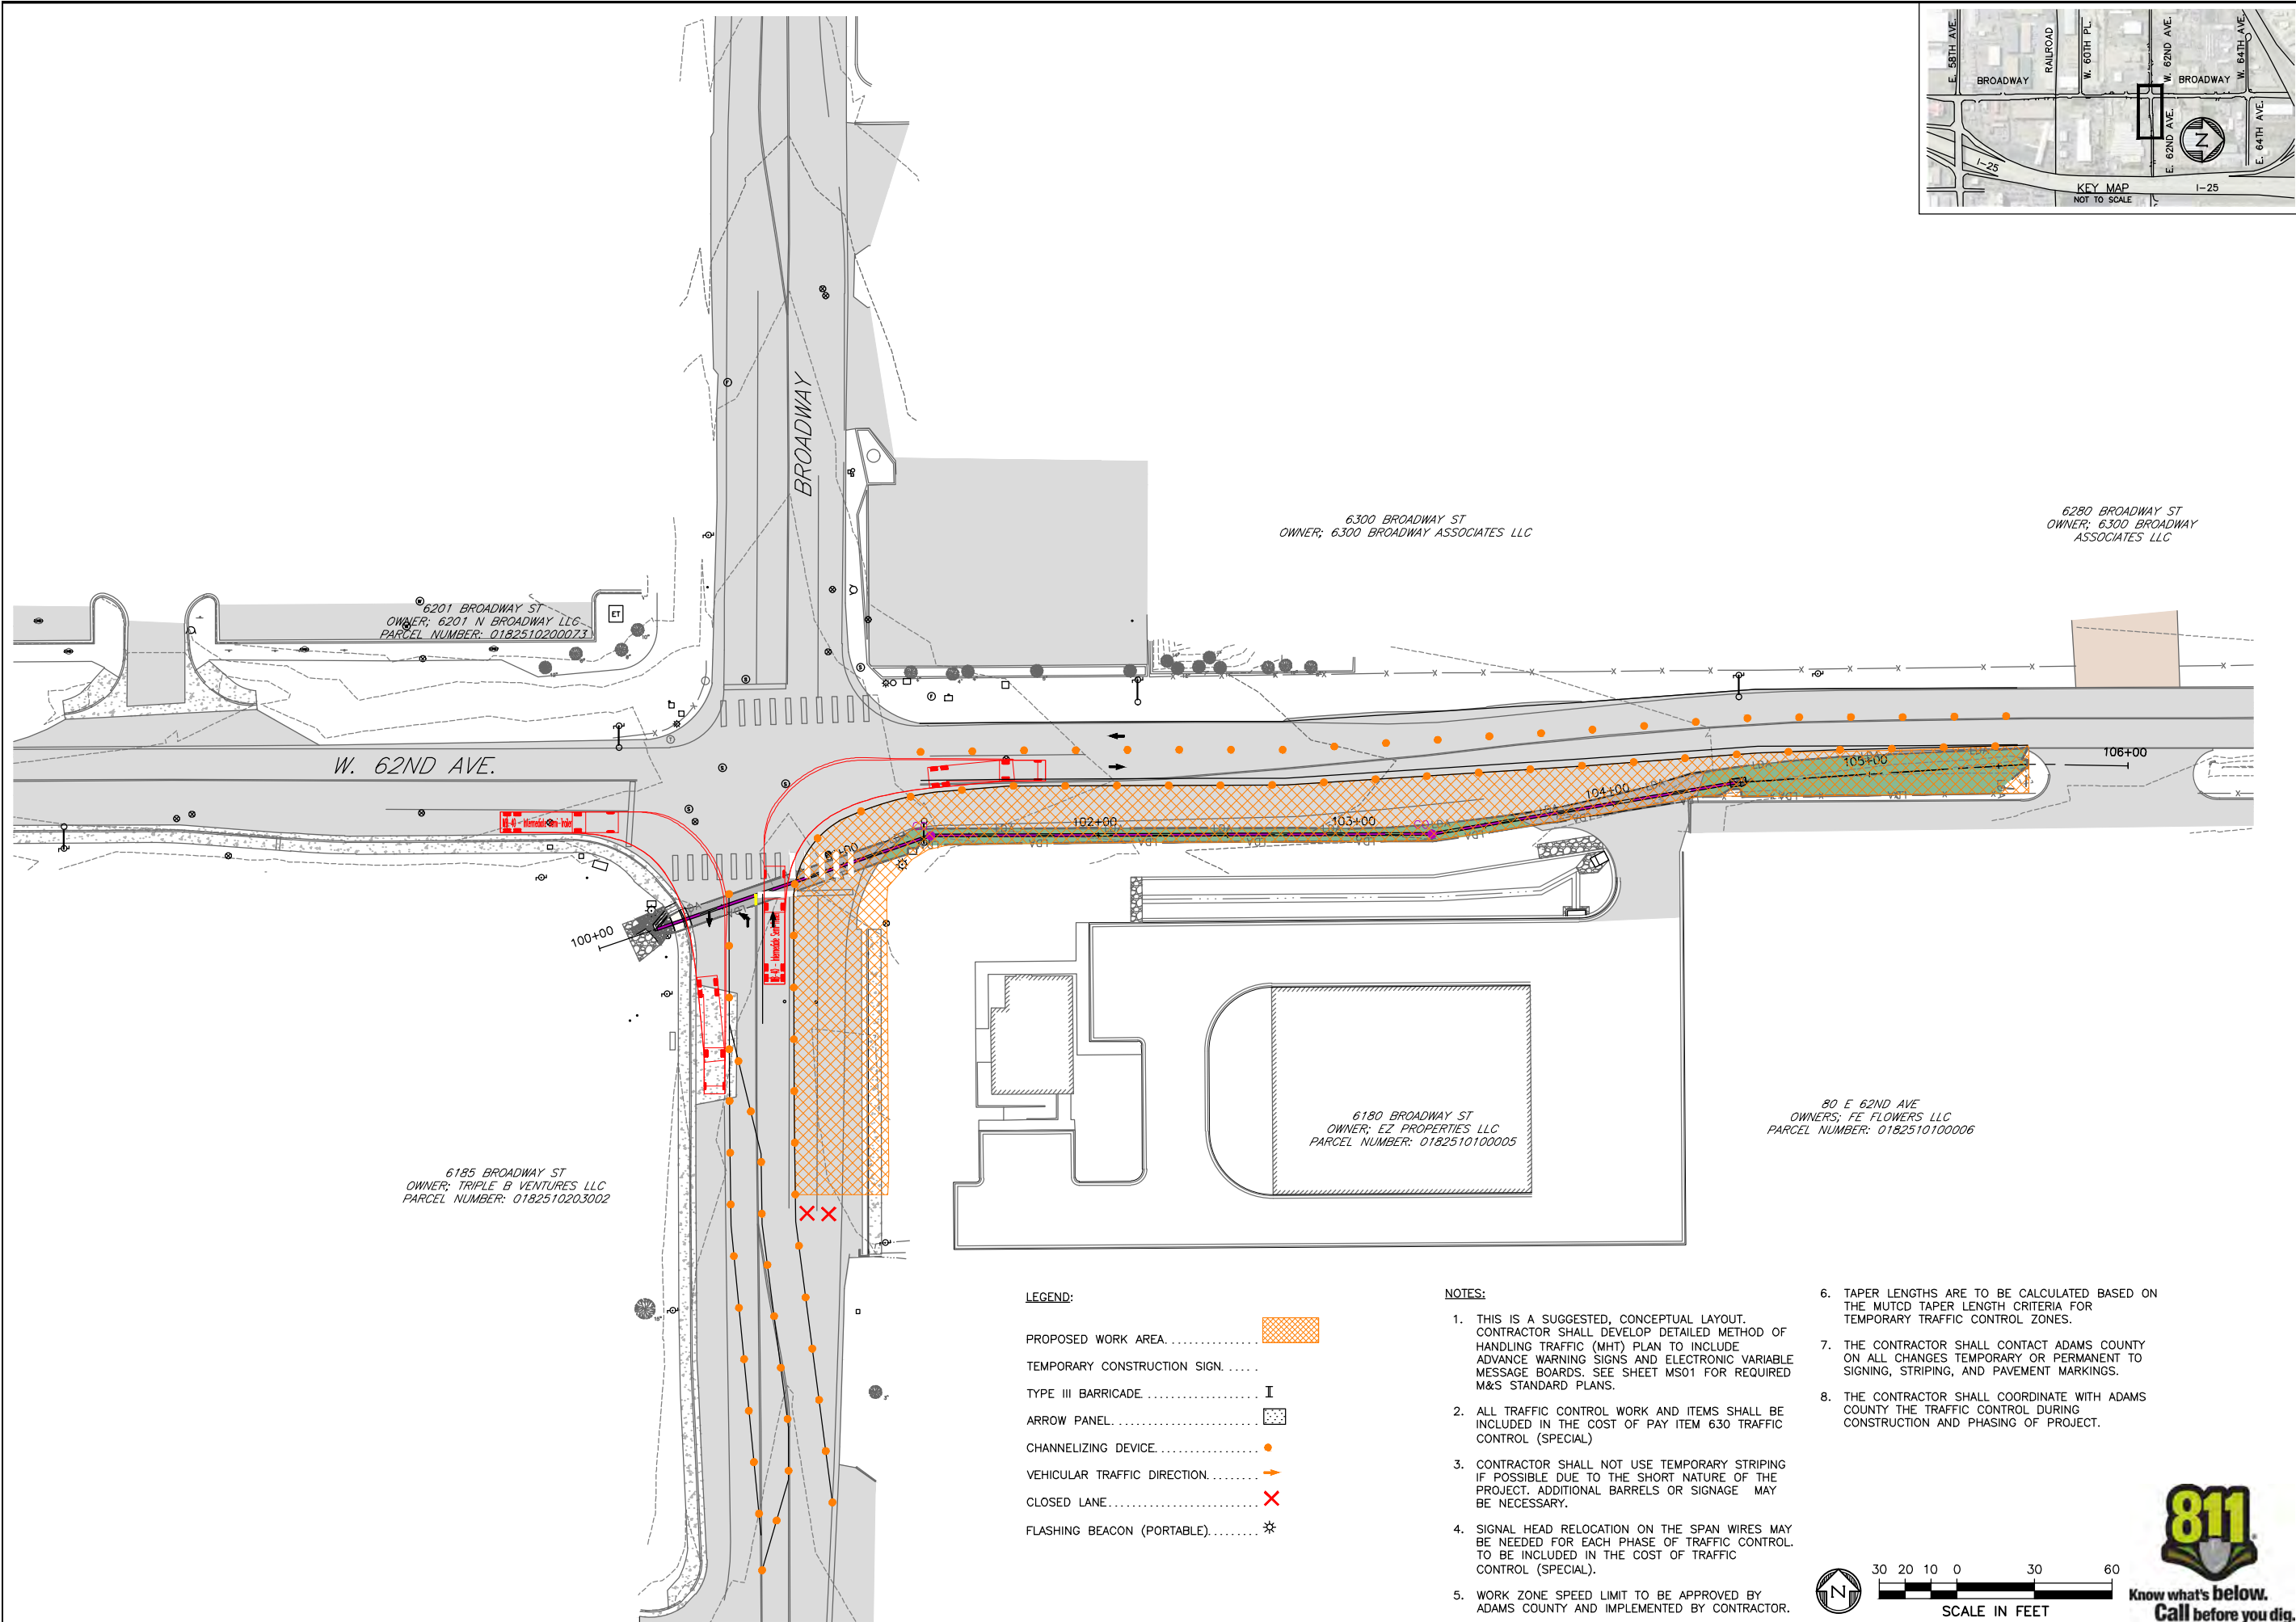 E. 58TH AVE.
BROADWAY
RAILROAD
W. 60TH PL.
W. 62ND AVE.
BROADWAY
W. 64TH AVE.
E. 62ND AVE.
N
E. 64TH AVE.
I-25
KEY MAP
NOT TO SCALE
I-25
BROADWAY
6300 BROADWAY ST
OWNER; 6300 BROADWAY ASSOCIATES LLC
6280 BROADWAY ST
OWNER; 6300 BROADWAY
ASSOCIATES LLC
6201 BROADWAY ST
OWNER; 6201 N BROADWAY LLC
PARCEL NUMBER: 0182510200073
ET
W. 62ND AVE.
100+00
102+00
103+00
104+00
105+00
106+00
WB-40 - Intermediate Semi-Trailer
6185 BROADWAY ST
OWNER; TRIPLE B VENTURES LLC
PARCEL NUMBER: 0182510203002
6180 BROADWAY ST
OWNER; EZ PROPERTIES LLC
PARCEL NUMBER: 0182510100005
80 E 62ND AVE
OWNERS; FE FLOWERS LLC
PARCEL NUMBER: 0182510100006
LEGEND:
PROPOSED WORK AREA...............
TEMPORARY CONSTRUCTION SIGN......
TYPE III BARRICADE...................
ARROW PANEL........................
CHANNELIZING DEVICE.................
VEHICULAR TRAFFIC DIRECTION........
CLOSED LANE.........................
FLASHING BEACON (PORTABLE)........
NOTES:
1. THIS IS A SUGGESTED, CONCEPTUAL LAYOUT.
CONTRACTOR SHALL DEVELOP DETAILED METHOD OF
HANDLING TRAFFIC (MHT) PLAN TO INCLUDE
ADVANCE WARNING SIGNS AND ELECTRONIC VARIABLE
MESSAGE BOARDS. SEE SHEET MS01 FOR REQUIRED
M&S STANDARD PLANS.
2. ALL TRAFFIC CONTROL WORK AND ITEMS SHALL BE
INCLUDED IN THE COST OF PAY ITEM 630 TRAFFIC
CONTROL (SPECIAL)
3. CONTRACTOR SHALL NOT USE TEMPORARY STRIPING
IF POSSIBLE DUE TO THE SHORT NATURE OF THE
PROJECT. ADDITIONAL BARRELS OR SIGNAGE MAY
BE NECESSARY.
4. SIGNAL HEAD RELOCATION ON THE SPAN WIRES MAY
BE NEEDED FOR EACH PHASE OF TRAFFIC CONTROL.
TO BE INCLUDED IN THE COST OF TRAFFIC
CONTROL (SPECIAL).
5. WORK ZONE SPEED LIMIT TO BE APPROVED BY
ADAMS COUNTY AND IMPLEMENTED BY CONTRACTOR.
6. TAPER LENGTHS ARE TO BE CALCULATED BASED ON
THE MUTCD TAPER LENGTH CRITERIA FOR
TEMPORARY TRAFFIC CONTROL ZONES.
7. THE CONTRACTOR SHALL CONTACT ADAMS COUNTY
ON ALL CHANGES TEMPORARY OR PERMANENT TO
SIGNING, STRIPING, AND PAVEMENT MARKINGS.
8. THE CONTRACTOR SHALL COORDINATE WITH ADAMS
COUNTY THE TRAFFIC CONTROL DURING
CONSTRUCTION AND PHASING OF PROJECT.
N
30 20 10 0 30 60
SCALE IN FEET
811
Know what's below.
Call before you dig.